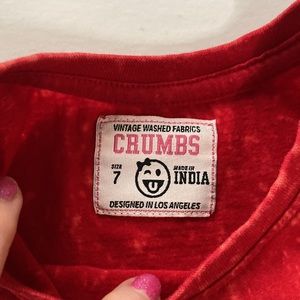 VINTAGE WASHED FABRICS
CRUMBS
SIZE
7
MADE IN
INDIA
DESIGNED IN LOS ANGELES